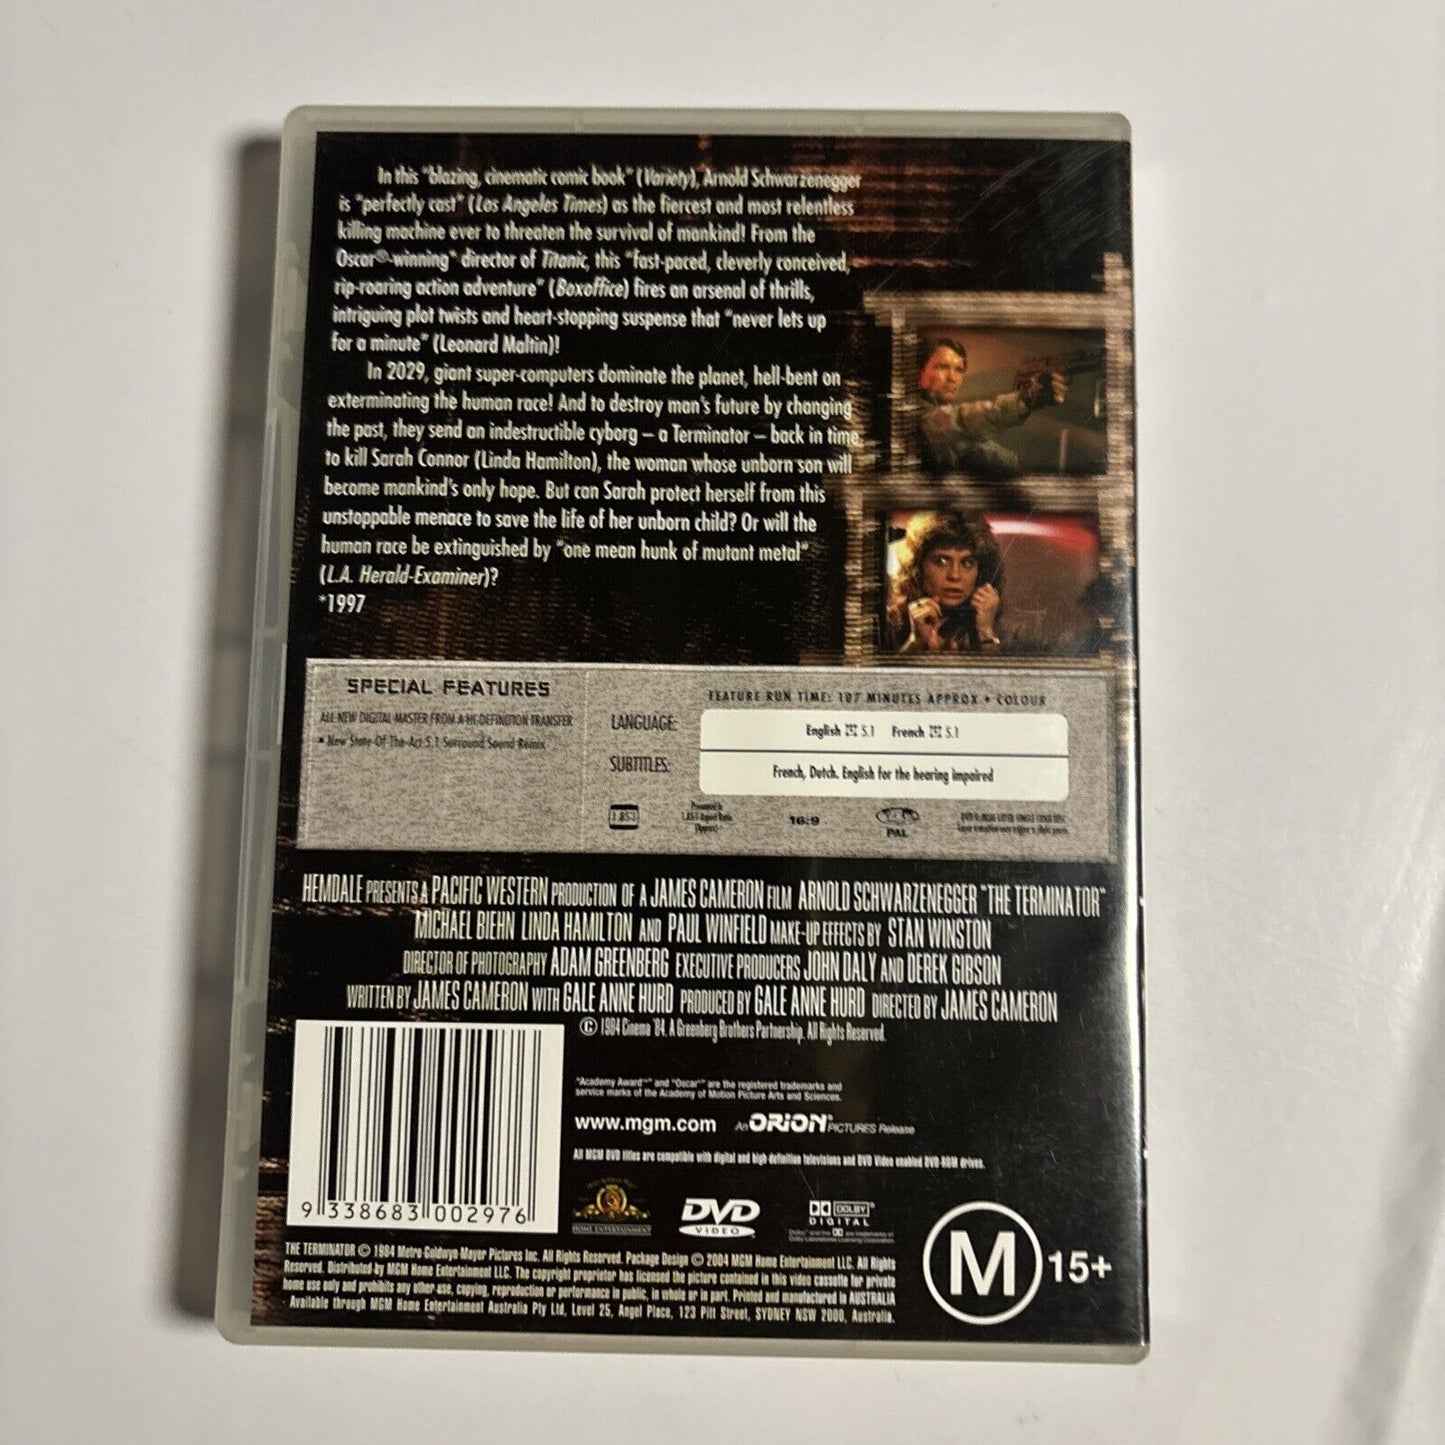 In this "blazing, cinematic comic book" (Variety), Arnold Schwarzenegger
is "perfectly cast" (Los Angeles Times) as the fiercest and most relentless
killing machine ever to threaten the survival of mankind! From the
Oscar®-winning* director of Titanic, this "fast-paced, cleverly conceived,
rip-roaring action adventure" (Boxoffice) fires an arsenal of thrills,
intriguing plot twists and heart-stopping suspense that "never lets up
for a minute" (Leonard Maltin)!
In 2029, giant super-computers dominate the planet, hell-bent on
exterminating the human race! And to destroy man's future by changing
the past, they send an indestructible cyborg – a Terminator – back in time
to kill Sarah Connor (Linda Hamilton), the woman whose unborn son will
become mankind's only hope. But can Sarah protect herself from this
unstoppable menace to save the life of her unborn child? Or will the
human race be extinguished by "one mean hunk of mutant metal"
(L.A. Herald-Examiner)?
*1997
SPECIAL FEATURES
ALL NEW DIGITAL MASTER FROM A HI-DEFINITION TRANSFER
• New State-Of-The-Art 5.1 Surround Sound Remix
FEATURE RUN TIME: 107 MINUTES APPROX • COLOUR
LANGUAGE:
English 5.1 French 5.1
SUBTITLES:
French, Dutch. English for the hearing impaired
1.85:1
Presented in
1.85:1 Aspect Ratio
(Approx)
16:9
PAL
HEMDALE PRESENTS A PACIFIC WESTERN PRODUCTION OF A JAMES CAMERON FILM ARNOLD SCHWARZENEGGER "THE TERMINATOR"
MICHAEL BIEHN LINDA HAMILTON AND PAUL WINFIELD MAKE-UP EFFECTS BY STAN WINSTON
DIRECTOR OF PHOTOGRAPHY ADAM GREENBERG EXECUTIVE PRODUCERS JOHN DALY AND DEREK GIBSON
WRITTEN BY JAMES CAMERON WITH GALE ANNE HURD PRODUCED BY GALE ANNE HURD DIRECTED BY JAMES CAMERON
© 1984 Cinema '84. A Greenberg Brothers Partnership. All Rights Reserved.
"Academy Award®" and "Oscar®" are the registered trademarks and
service marks of the Academy of Motion Picture Arts and Sciences.
www.mgm.com An ORION PICTURES Release
All MGM DVD titles are compatible with digital and high definition televisions and DVD Video enabled DVD-ROM drives.
9 338683 002976
HOME ENTERTAINMENT
DVD
VIDEO
DOLBY
DIGITAL
M 15+
THE TERMINATOR © 1984 Metro-Goldwyn-Mayer Pictures Inc. All Rights Reserved. Package Design © 2004 MGM Home Entertainment LLC. All Rights
Reserved. Distributed by MGM Home Entertainment LLC. The copyright proprietor has licensed the picture contained in this video cassette for private
home use only and prohibits any other use, copying, reproduction or performance in public, in whole or in part. Printed and manufactured in AUSTRALIA
Available through MGM Home Entertainment Australia Pty Ltd, Level 25, Angel Place, 123 Pitt Street, SYDNEY NSW 2000, Australia.